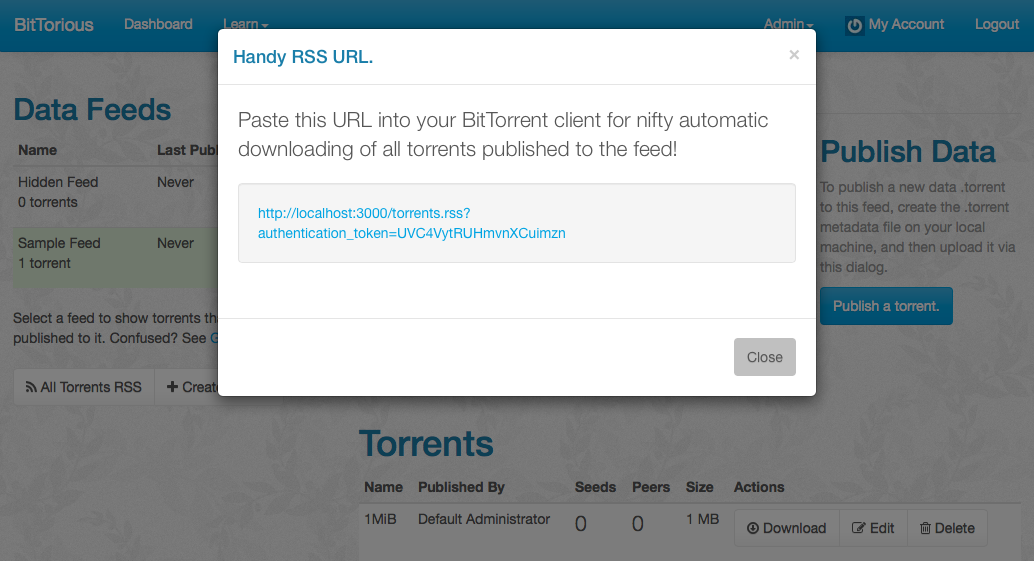 BitTorious Dashboard Learn Admin My Account Logout
Handy RSS URL. ×
Paste this URL into your BitTorrent client for nifty automatic
downloading of all torrents published to the feed!
http://localhost:3000/torrents.rss?
authentication_token=UVC4VytRUHmvnXCuimzn
Close
Data Feeds
Name Last Publ
Hidden Feed Never
0 torrents
Sample Feed Never
1 torrent
Select a feed to show torrents th
published to it. Confused? See G
All Torrents RSS Create
Publish Data
To publish a new data .torrent
to this feed, create the .torrent
metadata file on your local
machine, and then upload it via
this dialog.
Publish a torrent.
Torrents
Name Published By Seeds Peers Size Actions
1MiB Default Administrator 0 0 1 MB Download Edit Delete